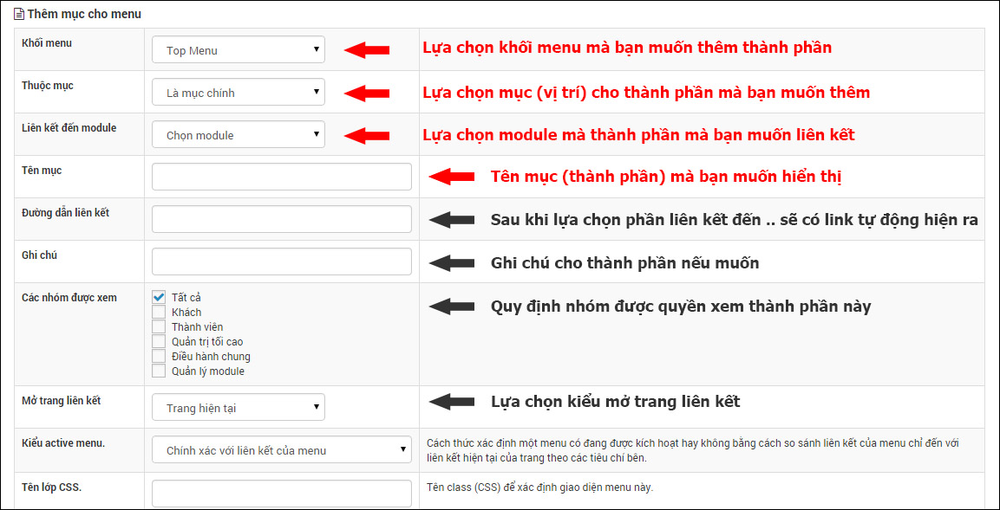 Thêm mục cho menu
Khối menu
Top Menu
Lựa chọn khối menu mà bạn muốn thêm thành phần
Thuộc mục
Là mục chính
Lựa chọn mục (vị trí) cho thành phần mà bạn muốn thêm
Liên kết đến module
Chọn module
Lựa chọn module mà thành phần mà bạn muốn liên kết
Tên mục
Tên mục (thành phần) mà bạn muốn hiển thị
Đường dẫn liên kết
Sau khi lựa chọn phần liên kết đến .. sẽ có link tự động hiện ra
Ghi chú
Ghi chú cho thành phần nếu muốn
Các nhóm được xem
Tất cả
Khách
Thành viên
Quản trị tối cao
Điều hành chung
Quản lý module
Quy định nhóm được quyền xem thành phần này
Mở trang liên kết
Trang hiện tại
Lựa chọn kiểu mở trang liên kết
Kiểu active menu.
Chính xác với liên kết của menu
Cách thức xác định một menu có đang được kích hoạt hay không bằng cách so sánh liên kết của menu chỉ đến với
liên kết hiện tại của trang theo các tiêu chí bên.
Tên lớp CSS.
Tên class (CSS) để xác định giao diện menu này.